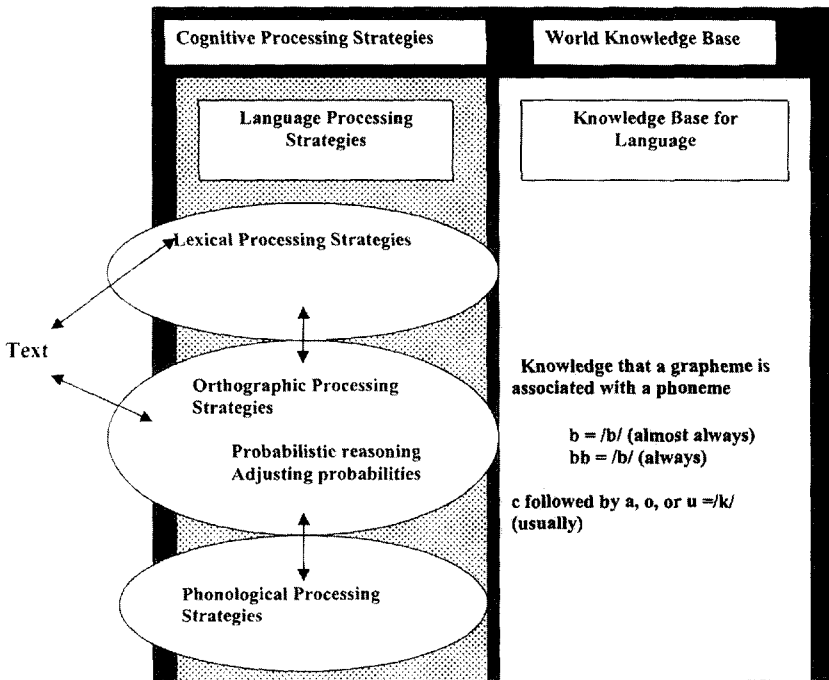 Cognitive Processing Strategies
World Knowledge Base
Language Processing
Strategies
Knowledge Base for
Language
Lexical Processing Strategies
Text
Orthographic Processing
Strategies
Probabilistic reasoning
Adjusting probabilities
Knowledge that a grapheme is
associated with a phoneme
b = /b/ (almost always)
bb = /b/ (always)
c followed by a, o, or u =/k/
(usually)
Phonological Processing
Strategies